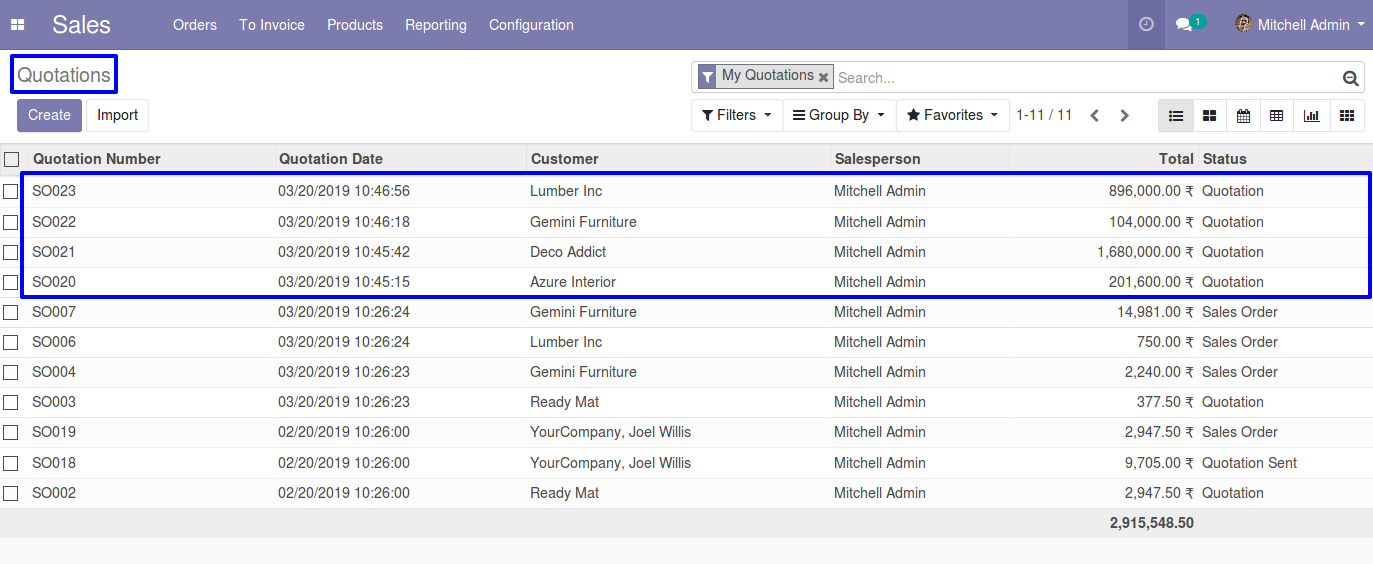 Sales Orders To Invoice Products Reporting Configuration 1 Mitchell Admin
Quotations
My Quotations Search...
Create Import Filters Group By Favorites 1-11 / 11
Quotation Number Quotation Date Customer Salesperson Total Status
SO023 03/20/2019 10:46:56 Lumber Inc Mitchell Admin 896,000.00 ₹ Quotation
SO022 03/20/2019 10:46:18 Gemini Furniture Mitchell Admin 104,000.00 ₹ Quotation
SO021 03/20/2019 10:45:42 Deco Addict Mitchell Admin 1,680,000.00 ₹ Quotation
SO020 03/20/2019 10:45:15 Azure Interior Mitchell Admin 201,600.00 ₹ Quotation
SO007 03/20/2019 10:26:24 Gemini Furniture Mitchell Admin 14,981.00 ₹ Sales Order
SO006 03/20/2019 10:26:24 Lumber Inc Mitchell Admin 750.00 ₹ Sales Order
SO004 03/20/2019 10:26:23 Gemini Furniture Mitchell Admin 2,240.00 ₹ Sales Order
SO003 03/20/2019 10:26:23 Ready Mat Mitchell Admin 377.50 ₹ Quotation
SO019 02/20/2019 10:26:00 YourCompany, Joel Willis Mitchell Admin 2,947.50 ₹ Sales Order
SO018 02/20/2019 10:26:00 YourCompany, Joel Willis Mitchell Admin 9,705.00 ₹ Quotation Sent
SO002 02/20/2019 10:26:00 Ready Mat Mitchell Admin 2,947.50 ₹ Quotation
2,915,548.50